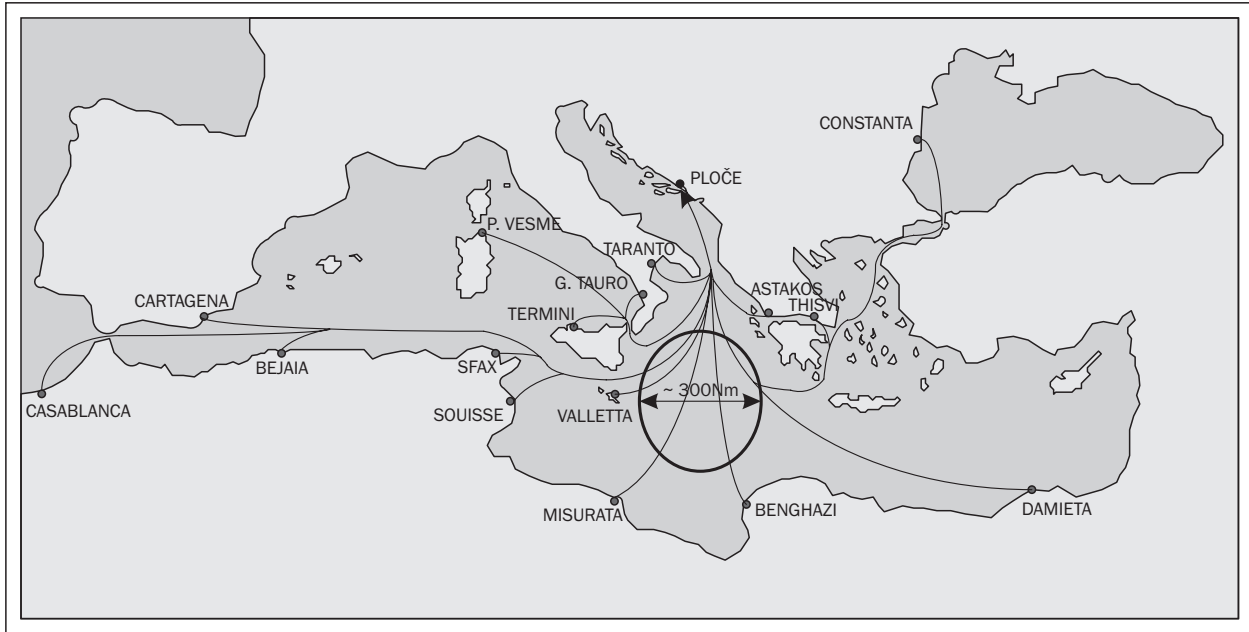 CONSTANTA
PLOČE
P. VESME
TARANTO
G. TAURO
ASTAKOS
THISVI
CARTAGENA
TERMINI
BEJAIA
SFAX
~ 300Nm
CASABLANCA
SOUISSE
VALLETTA
MISURATA
BENGHAZI
DAMIETA